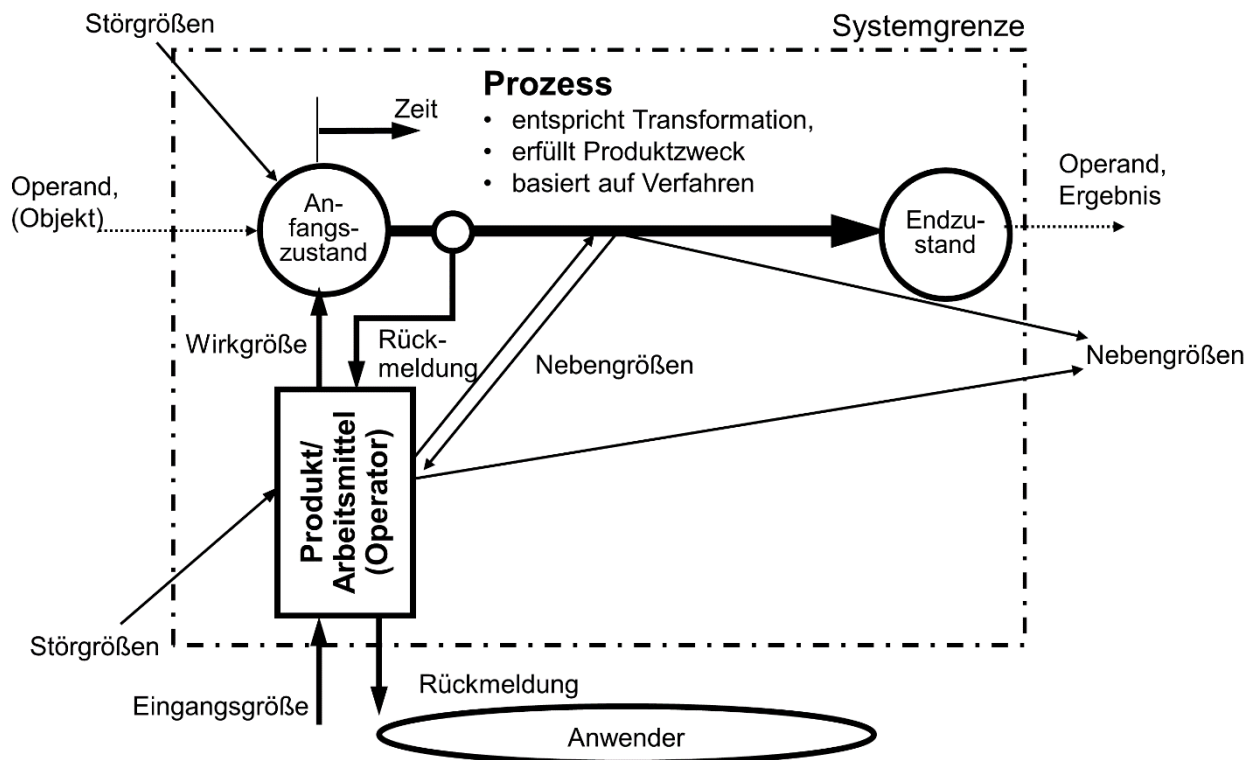 Störgrößen
Systemgrenze
Prozess
• entspricht Transformation,
• erfüllt Produktzweck
• basiert auf Verfahren
Zeit
Operand,
(Objekt)
An-
fangs-
zustand
Endzu-
stand
Operand,
Ergebnis
Wirkgröße
Rück-
meldung
Nebengrößen
Nebengrößen
Produkt/
Arbeitsmittel
(Operator)
Störgrößen
Eingangsgröße
Rückmeldung
Anwender